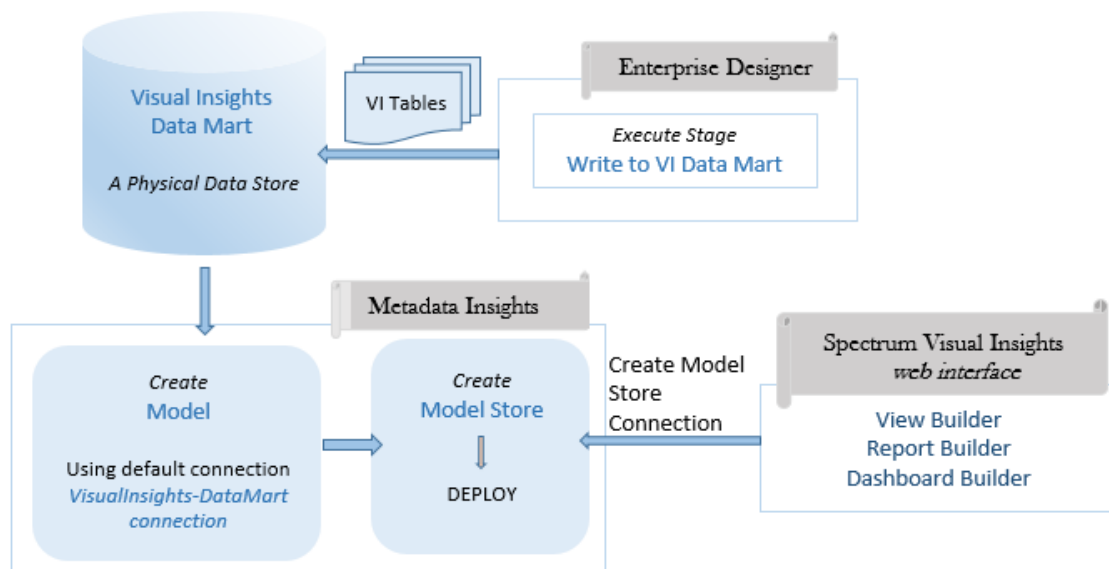 Visual Insights
Data Mart
A Physical Data Store
VI Tables
Enterprise Designer
Execute Stage
Write to VI Data Mart
Metadata Insights
Create
Model
Using default connection
VisualInsights-DataMart
connection
Create
Model Store
DEPLOY
Create Model
Store
Connection
Spectrum Visual Insights
web interface
View Builder
Report Builder
Dashboard Builder